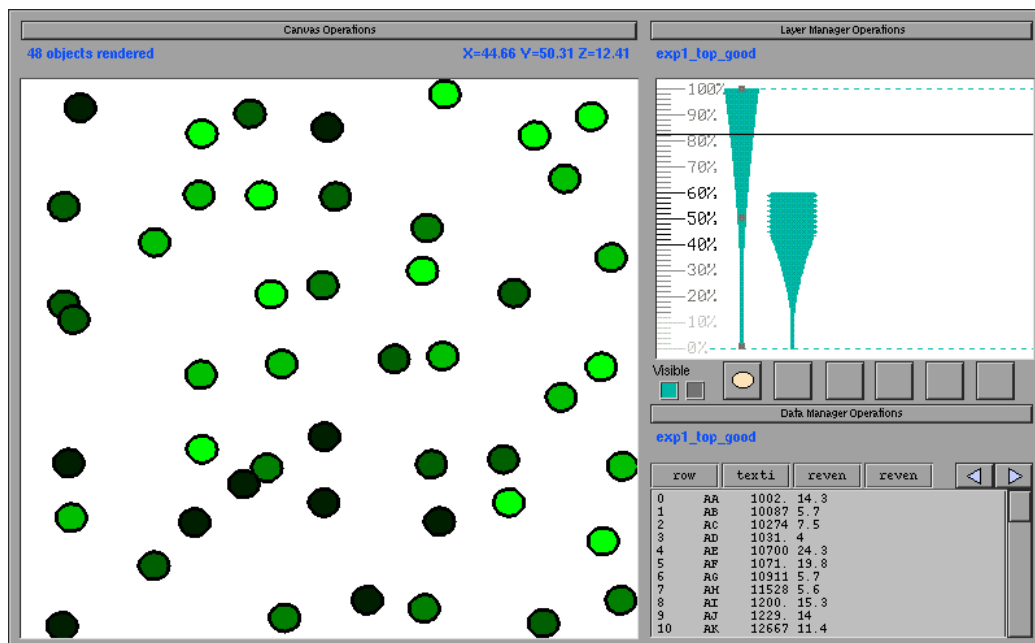 Canvas Operations
48 objects rendered X=44.66 Y=50.31 Z=12.41
Layer Manager Operations
exp1_top_good
100%
90%
80%
70%
60%
50%
40%
30%
20%
10%
0%
Visible
Data Manager Operations
exp1_top_good
row texti reven reven
0 AA 1002. 14.3
1 AB 10087 5.7
2 AC 10274 7.5
3 AD 1031. 4
4 AE 10700 24.3
5 AF 1071. 19.8
6 AG 10911 5.7
7 AH 11528 5.6
8 AI 1200. 15.3
9 AJ 1229. 14
10 AK 12667 11.4